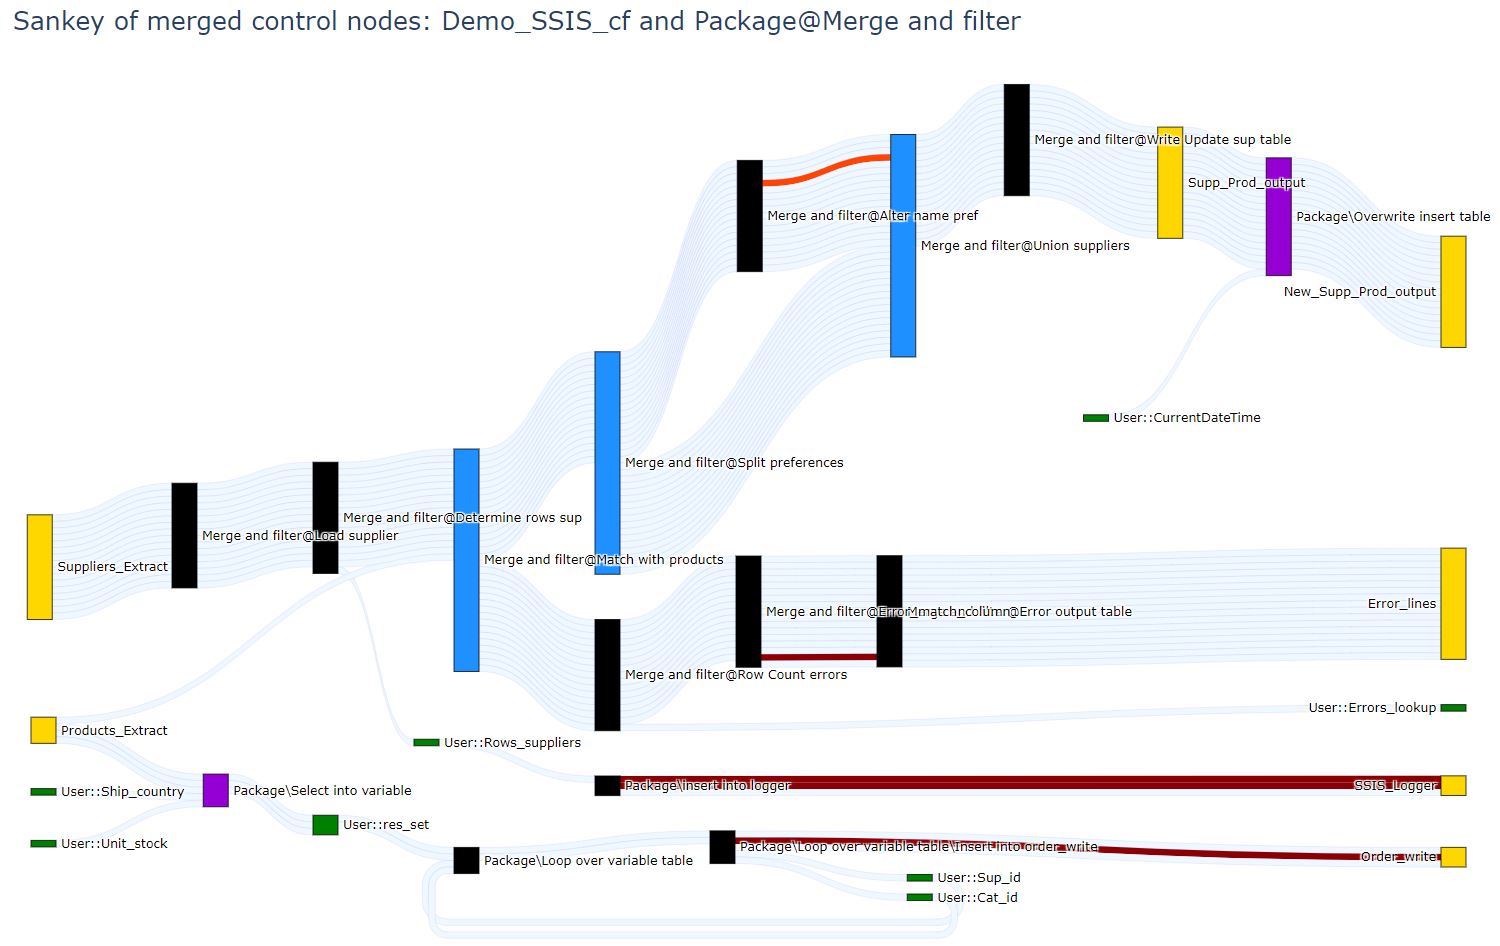 Sankey of merged control nodes: Demo_SSIS_cf and Package@Merge and filter
Merge and filter@Write Update sup table
Supp_Prod_output
Merge and filter@Alter name pref
Package\Overwrite insert table
Merge and filter@Union suppliers
New_Supp_Prod_output
User::CurrentDateTime
Merge and filter@Split preferences
Merge and filter@Determine rows sup
Merge and filter@Load supplier
Merge and filter@Match with products
Suppliers_Extract
Error_lines
Merge and filter@Error
@Error output table
Merge and filter@Row Count errors
User::Errors_lookup
Products_Extract
User::Rows_suppliers
Package\insert into logger
SSIS_Logger
User::Ship_country
Package\Select into variable
User::res_set
User::Unit_stock
Package\Loop over variable table\Insert into order_write
Order_write
Package\Loop over variable table
User::Sup_id
User::Cat_id